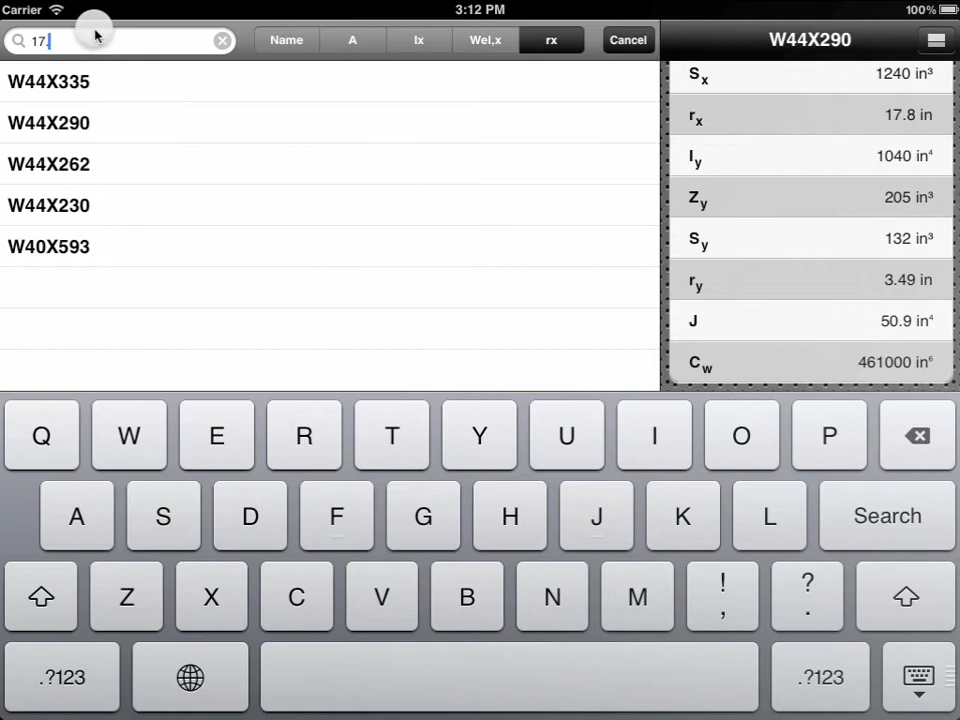 Carrier 3:12 PM 100%
17. Name A Ix Wel,x rx Cancel W44X290
W44X335
W44X290
W44X262
W44X230
W40X593
Sx 1240 in³
rx 17.8 in
Iy 1040 in⁴
Zy 205 in³
Sy 132 in³
ry 3.49 in
J 50.9 in⁴
Cw 461000 in⁶
Q W E R T Y U I O P
A S D F G H J K L Search
Z X C V B N M ! , ? .
.?123 .?123